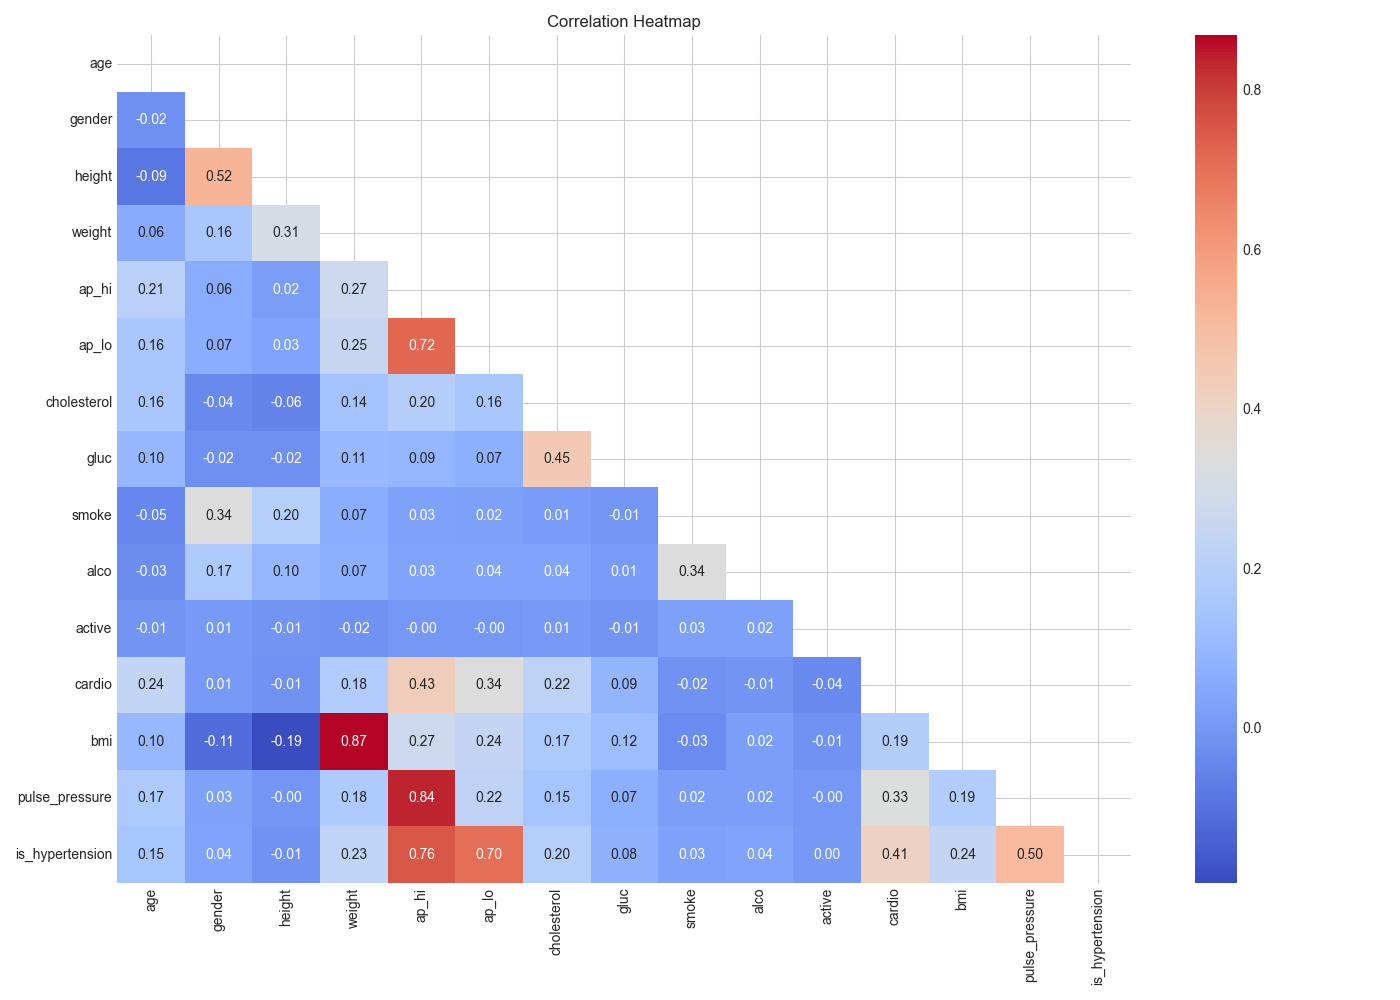 Correlation Heatmap
age
gender -0.02
height -0.09 0.52
weight 0.06 0.16 0.31
ap_hi 0.21 0.06 0.02 0.27
ap_lo 0.16 0.07 0.03 0.25 0.72
cholesterol 0.16 -0.04 -0.06 0.14 0.20 0.16
gluc 0.10 -0.02 -0.02 0.11 0.09 0.07 0.45
smoke -0.05 0.34 0.20 0.07 0.03 0.02 0.01 -0.01
alco -0.03 0.17 0.10 0.07 0.03 0.04 0.04 0.01 0.34
active -0.01 0.01 -0.01 -0.02 -0.00 -0.00 0.01 -0.01 0.03 0.02
cardio 0.24 0.01 -0.01 0.18 0.43 0.34 0.22 0.09 -0.02 -0.01 -0.04
bmi 0.10 -0.11 -0.19 0.87 0.27 0.24 0.17 0.12 -0.03 0.02 -0.01 0.19
pulse_pressure 0.17 0.03 -0.00 0.18 0.84 0.22 0.15 0.07 0.02 0.02 -0.00 0.33 0.19
is_hypertension 0.15 0.04 -0.01 0.23 0.76 0.70 0.20 0.08 0.03 0.04 0.00 0.41 0.24 0.50
age gender height weight ap_hi ap_lo cholesterol gluc smoke alco active cardio bmi pulse_pressure is_hypertension
0.8
0.6
0.4
0.2
0.0